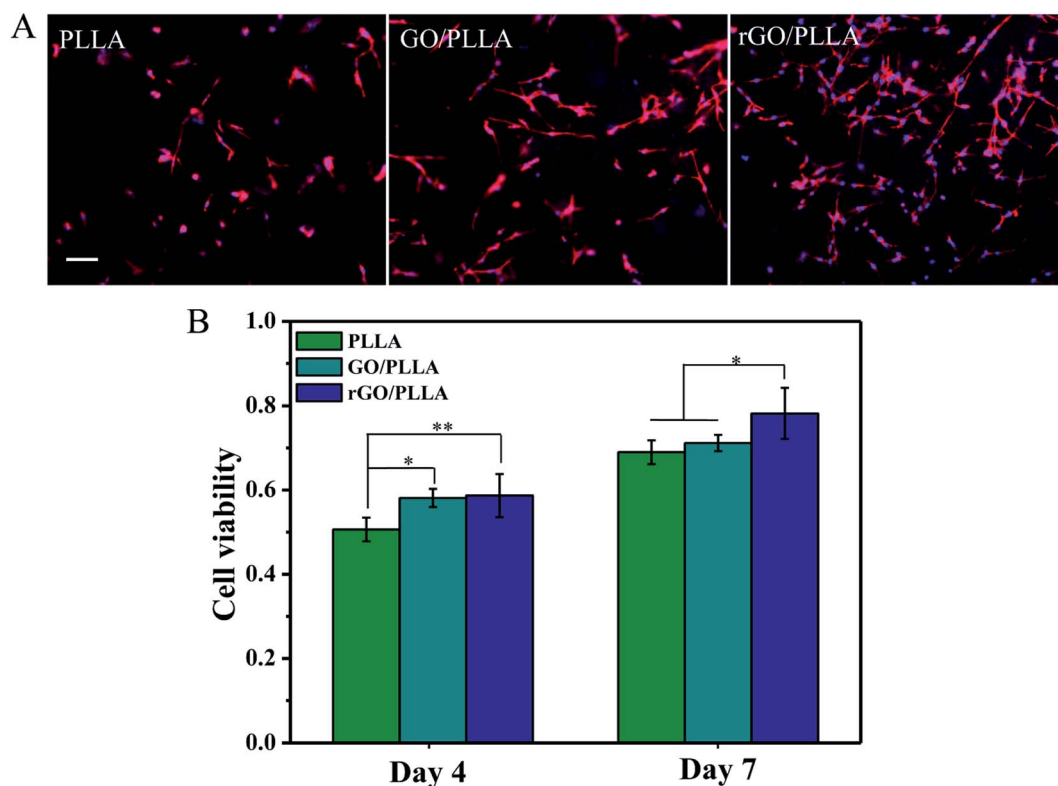 A
PLLA
GO/PLLA
rGO/PLLA
B
Cell viability
1.0
0.8
0.6
0.4
0.2
0.0
PLLA
GO/PLLA
rGO/PLLA
*
**
*
Day 4
Day 7